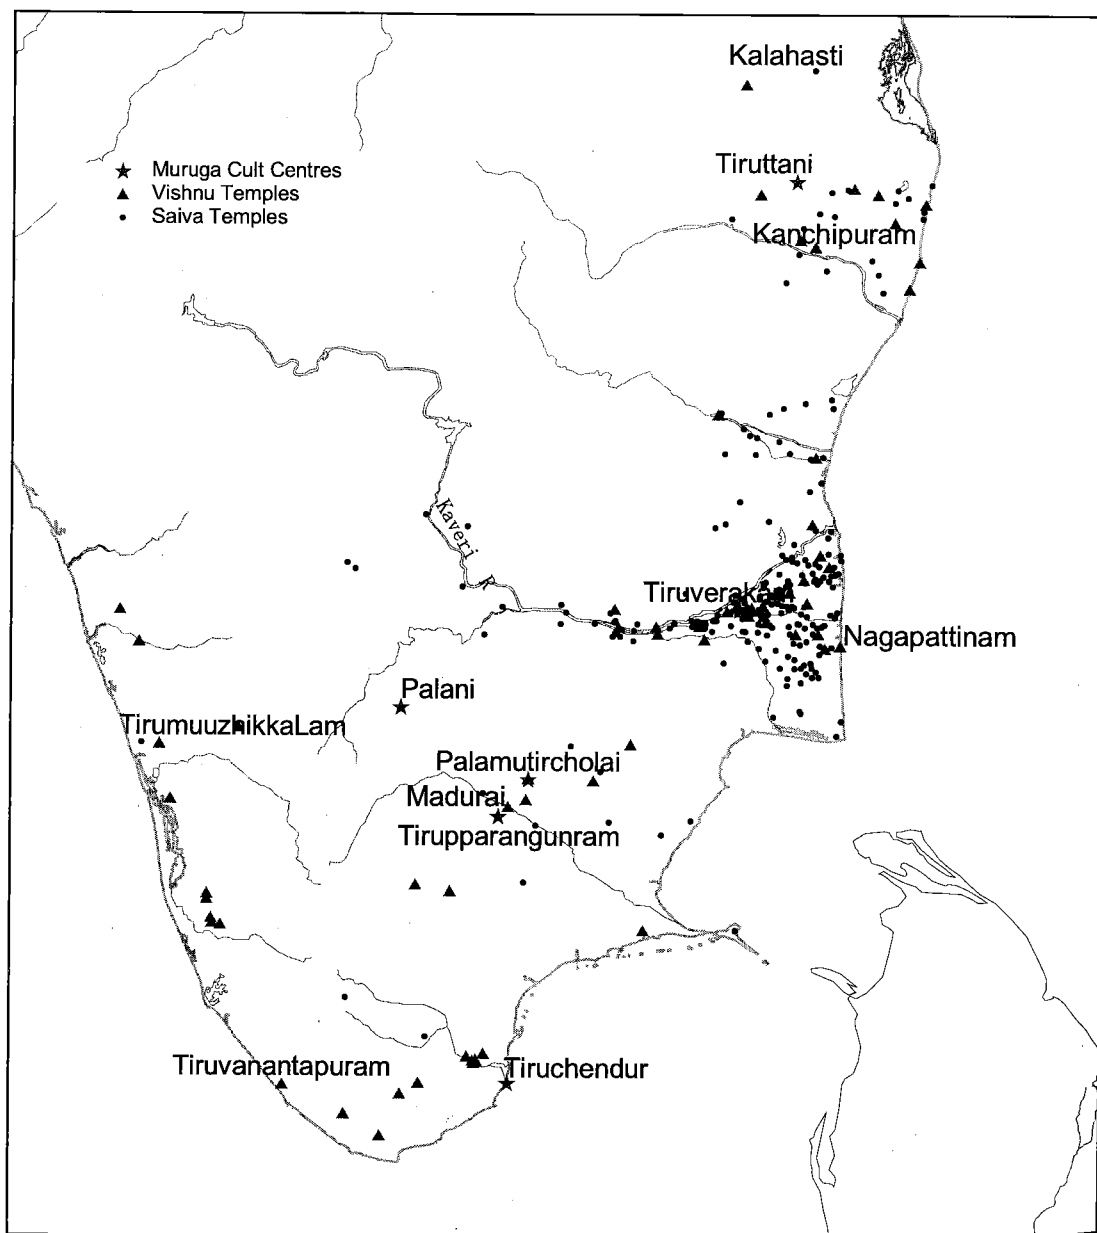 Kalahasti
Muruga Cult Centres
Vishnu Temples
Saiva Temples
Tiruttani
Kanchipuram
Kaveri R
Tiruverakam
Nagapattinam
Palani
TirumuuzhikkaLam
Palamutircholai
Madurai
Tirupparangunram
Tiruvanantapuram
Tiruchendur